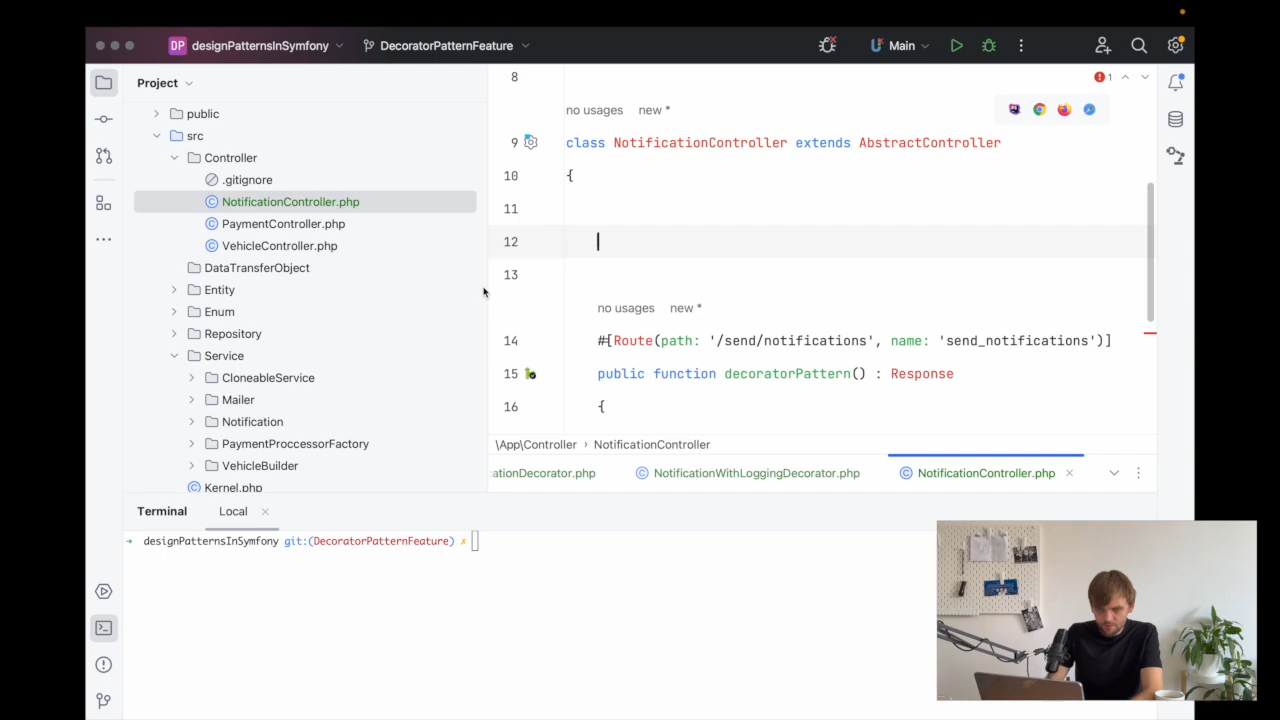 DP designPatternsInSymfony
DecoratorPatternFeature
Main
Project
public
src
Controller
.gitignore
NotificationController.php
PaymentController.php
VehicleController.php
DataTransferObject
Entity
Enum
Repository
Service
CloneableService
Mailer
Notification
PaymentProccessorFactory
VehicleBuilder
Kernel.php
8
1
no usages new *
9 class NotificationController extends AbstractController
10 {
11
12
13
no usages new *
14 #[Route(path: '/send/notifications', name: 'send_notifications')]
15 public function decoratorPattern() : Response
16 {
\App\Controller › NotificationController
ationDecorator.php
NotificationWithLoggingDecorator.php
NotificationController.php
Terminal
Local
designPatternsInSymfony git:(DecoratorPatternFeature) ✗